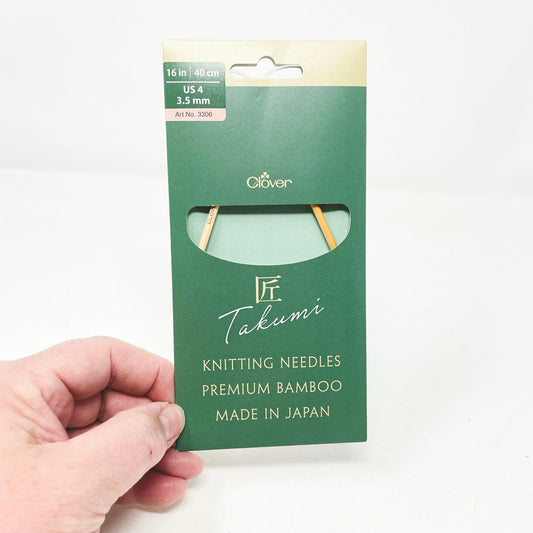 16 in | 40 cm
US 4
3.5 mm
Art No. 3306
Clover
匠
Takumi
KNITTING NEEDLES
PREMIUM BAMBOO
MADE IN JAPAN